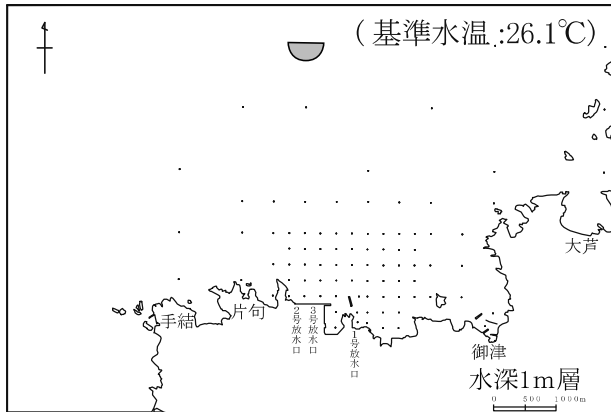 (基準水温:26.1℃)
大芦
手結
片句
2号放水口
3号放水口
1号放水口
御津
水深1m層
0 500 1000m